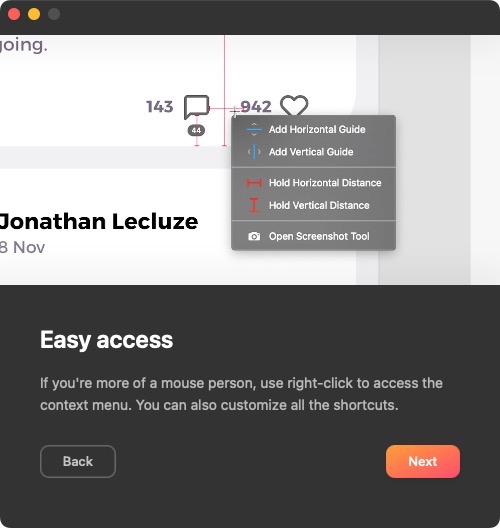 going.
143
942
44
Add Horizontal Guide
Add Vertical Guide
Hold Horizontal Distance
Hold Vertical Distance
Open Screenshot Tool
Jonathan Lecluze
8 Nov
Easy access
If you're more of a mouse person, use right-click to access the
context menu. You can also customize all the shortcuts.
Back
Next